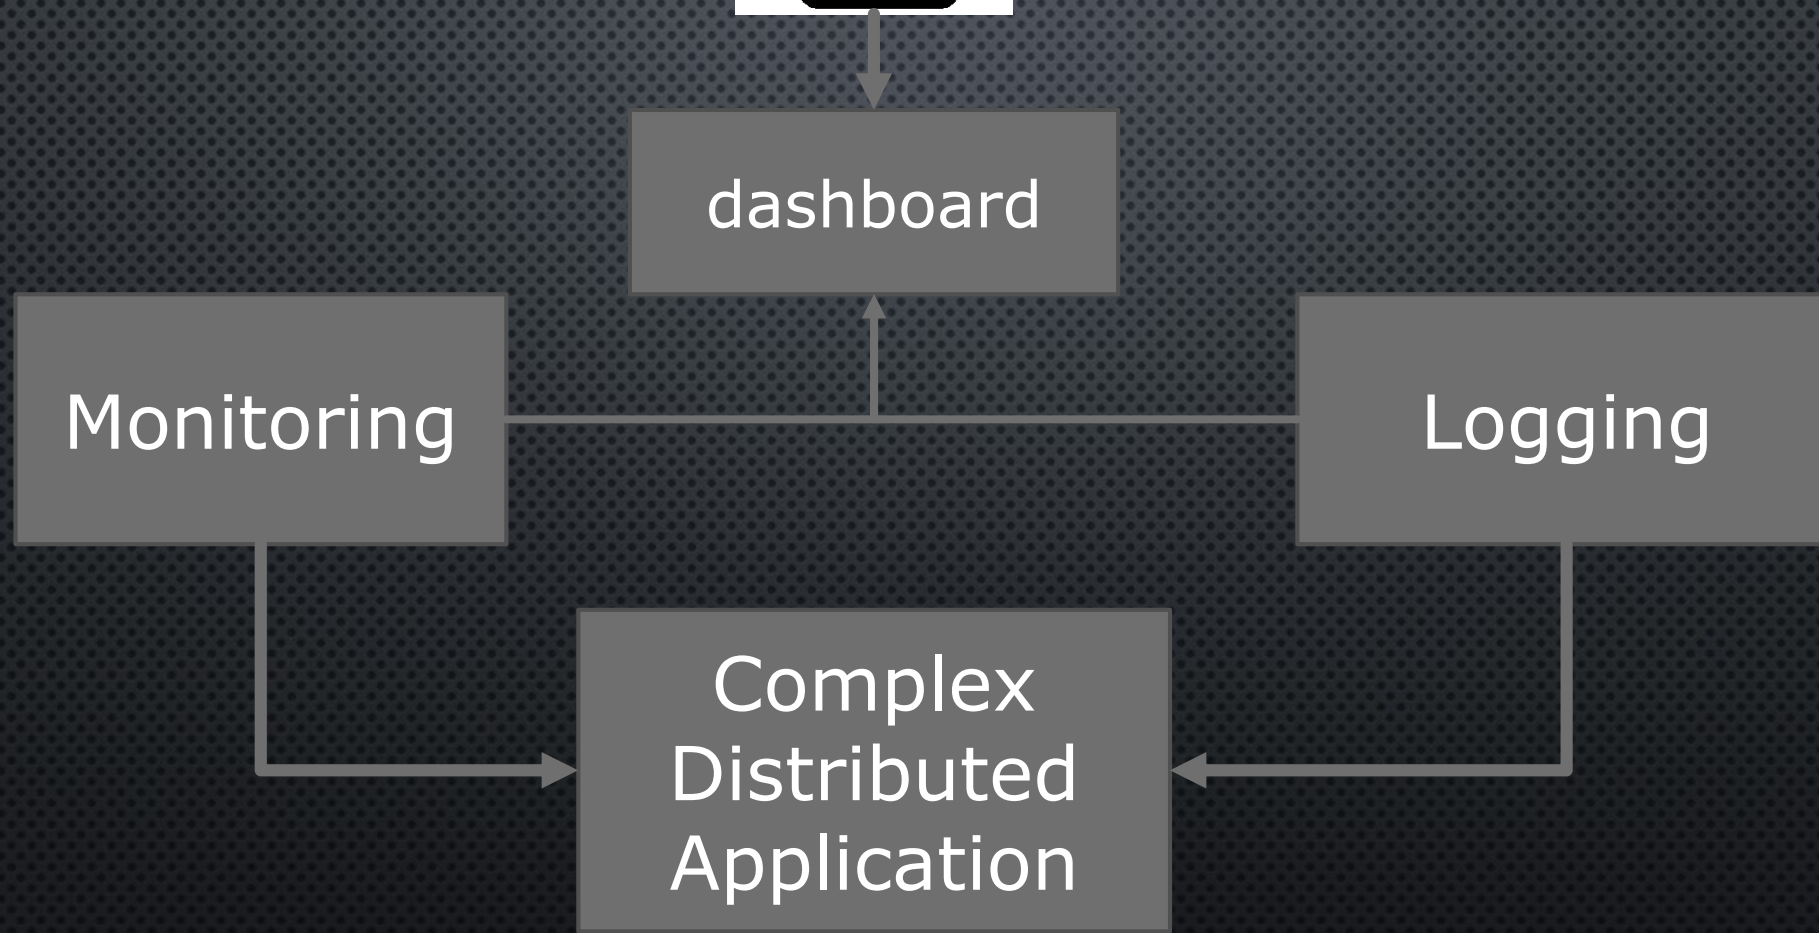 dashboard
Monitoring
Logging
Complex
Distributed
Application